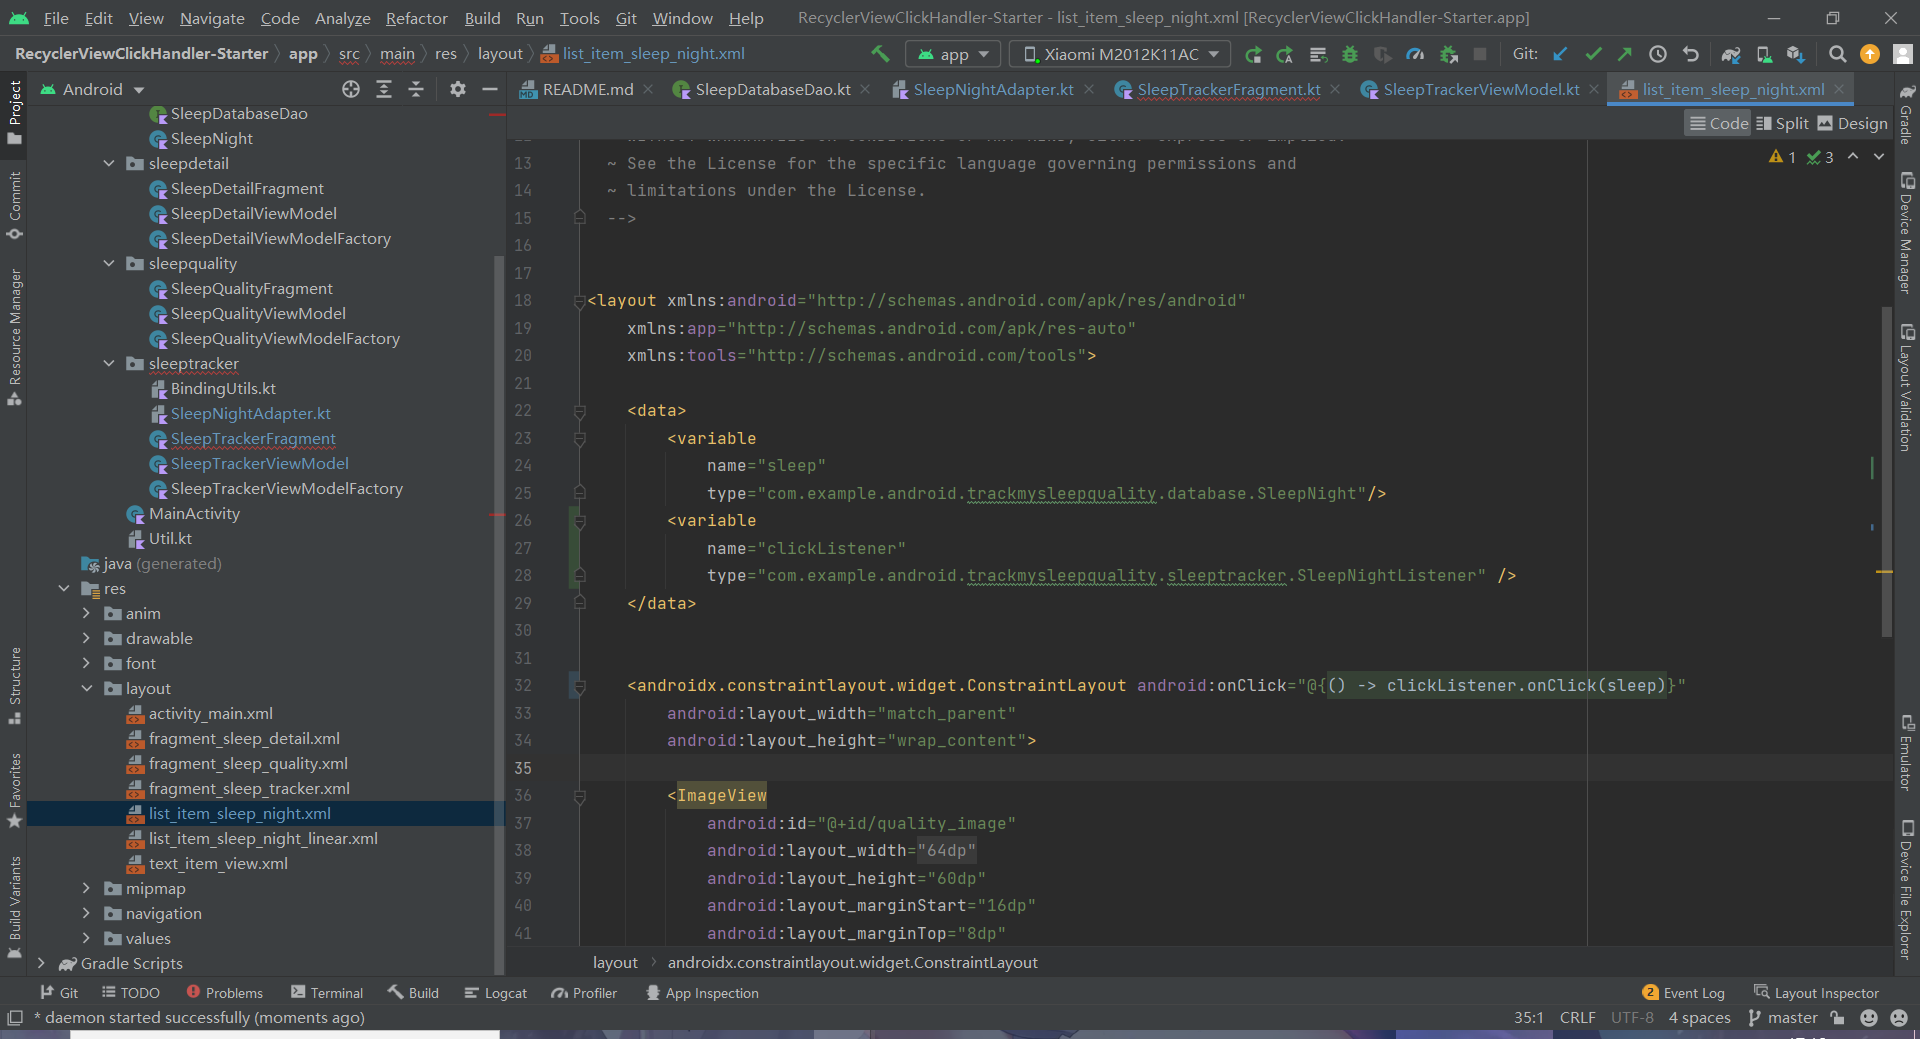 File Edit View Navigate Code Analyze Refactor Build Run Tools Git Window Help RecyclerViewClickHandler-Starter - list_item_sleep_night.xml [RecyclerViewClickHandler-Starter.app]
RecyclerViewClickHandler-Starter app src main res layout list_item_sleep_night.xml app Xiaomi M2012K11AC Git:
Project
Commit
Resource Manager
Structure
Favorites
Build Variants
Android
SleepDatabaseDao
SleepNight
sleepdetail
SleepDetailFragment
SleepDetailViewModel
SleepDetailViewModelFactory
sleepquality
SleepQualityFragment
SleepQualityViewModel
SleepQualityViewModelFactory
sleeptracker
BindingUtils.kt
SleepNightAdapter.kt
SleepTrackerFragment
SleepTrackerViewModel
SleepTrackerViewModelFactory
MainActivity
Util.kt
java (generated)
res
anim
drawable
font
layout
activity_main.xml
fragment_sleep_detail.xml
fragment_sleep_quality.xml
fragment_sleep_tracker.xml
list_item_sleep_night.xml
list_item_sleep_night_linear.xml
text_item_view.xml
mipmap
navigation
values
Gradle Scripts
README.md SleepDatabaseDao.kt SleepNightAdapter.kt SleepTrackerFragment.kt SleepTrackerViewModel.kt list_item_sleep_night.xml
Code Split Design
1 3
13 ~ See the License for the specific language governing permissions and
14 ~ limitations under the License.
15 -->
16
17
18 <layout xmlns:android="http://schemas.android.com/apk/res/android"
19 xmlns:app="http://schemas.android.com/apk/res-auto"
20 xmlns:tools="http://schemas.android.com/tools">
21
22 <data>
23 <variable
24 name="sleep"
25 type="com.example.android.trackmysleepquality.database.SleepNight"/>
26 <variable
27 name="clickListener"
28 type="com.example.android.trackmysleepquality.sleeptracker.SleepNightListener" />
29 </data>
30
31
32 <androidx.constraintlayout.widget.ConstraintLayout android:onClick="@{() -> clickListener.onClick(sleep)}"
33 android:layout_width="match_parent"
34 android:layout_height="wrap_content">
35
36 <ImageView
37 android:id="@+id/quality_image"
38 android:layout_width="64dp"
39 android:layout_height="60dp"
40 android:layout_marginStart="16dp"
41 android:layout_marginTop="8dp"
layout androidx.constraintlayout.widget.ConstraintLayout
Gradle
Device Manager
Layout Validation
Emulator
Device File Explorer
Git TODO Problems Terminal Build Logcat Profiler App Inspection 2 Event Log Layout Inspector
* daemon started successfully (moments ago) 35:1 CRLF UTF-8 4 spaces master